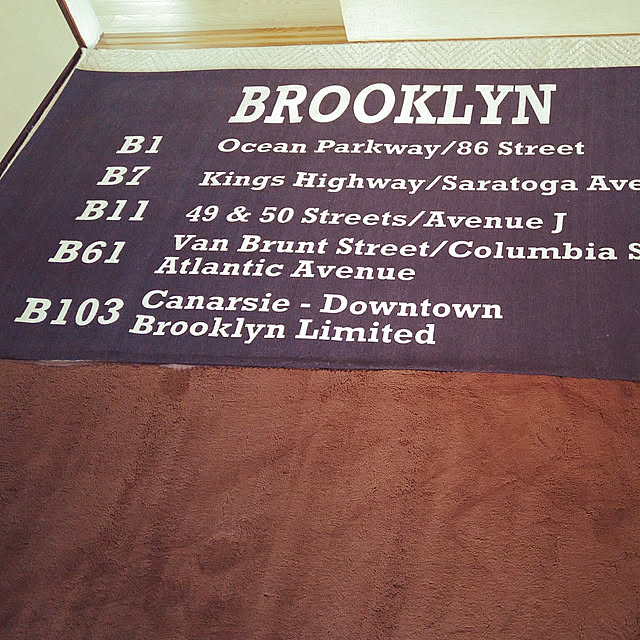 BROOKLYN
B1 Ocean Parkway/86 Street
B7 Kings Highway/Saratoga Ave
B11 49 & 50 Streets/Avenue J
B61 Van Brunt Street/Columbia S
Atlantic Avenue
B103 Canarsie - Downtown
Brooklyn Limited